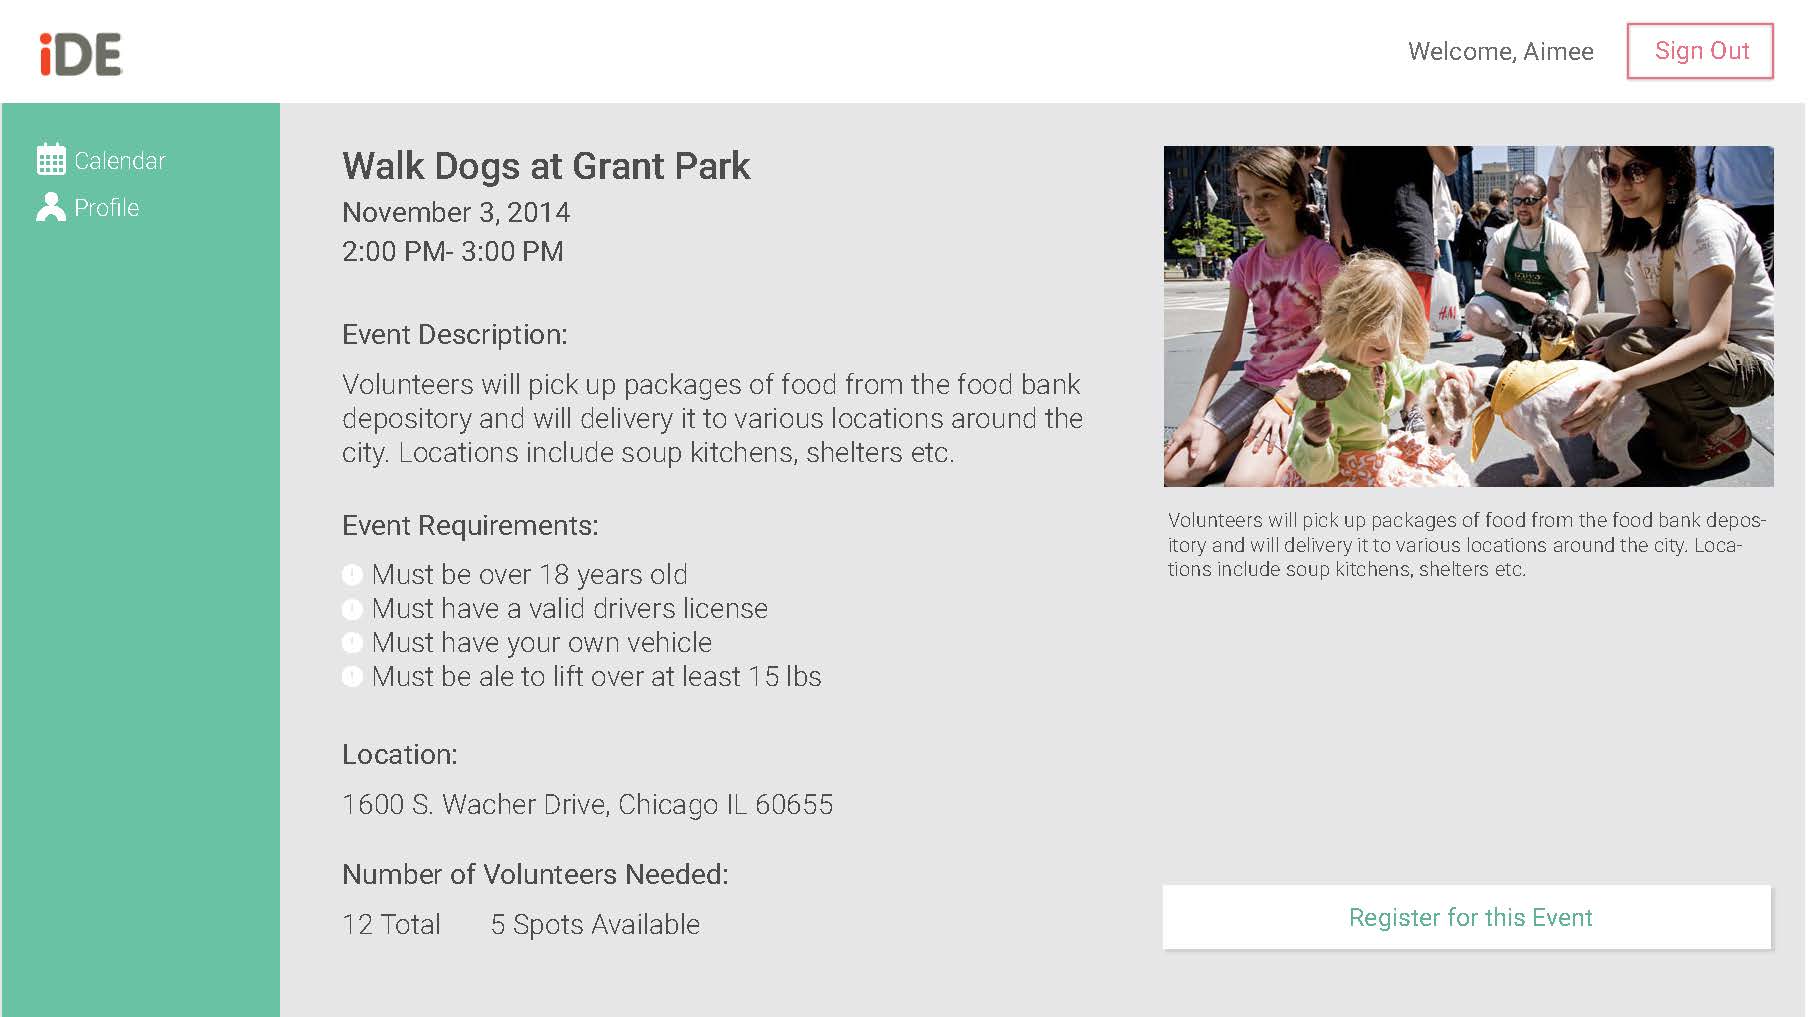 iDE
Welcome, Aimee
Sign Out
Calendar
Profile
Walk Dogs at Grant Park
November 3, 2014
2:00 PM- 3:00 PM
Event Description:
Volunteers will pick up packages of food from the food bank
depository and will delivery it to various locations around the
city. Locations include soup kitchens, shelters etc.
Event Requirements:
Must be over 18 years old
Must have a valid drivers license
Must have your own vehicle
Must be ale to lift over at least 15 lbs
Location:
1600 S. Wacher Drive, Chicago IL 60655
Number of Volunteers Needed:
12 Total 5 Spots Available
H&M
Volunteers will pick up packages of food from the food bank depos-
itory and will delivery it to various locations around the city. Loca-
tions include soup kitchens, shelters etc.
Register for this Event